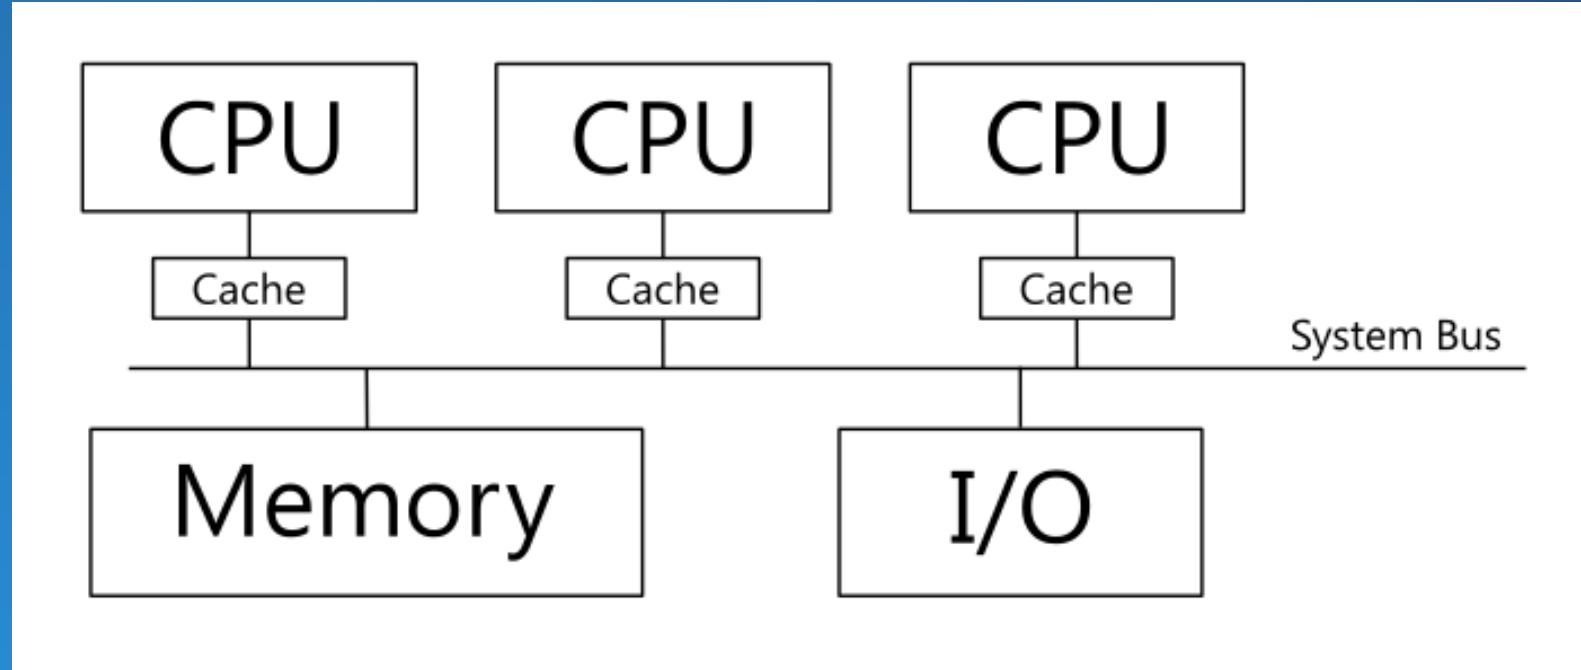 CPU
CPU
CPU
Cache
Cache
Cache
System Bus
Memory
I/O